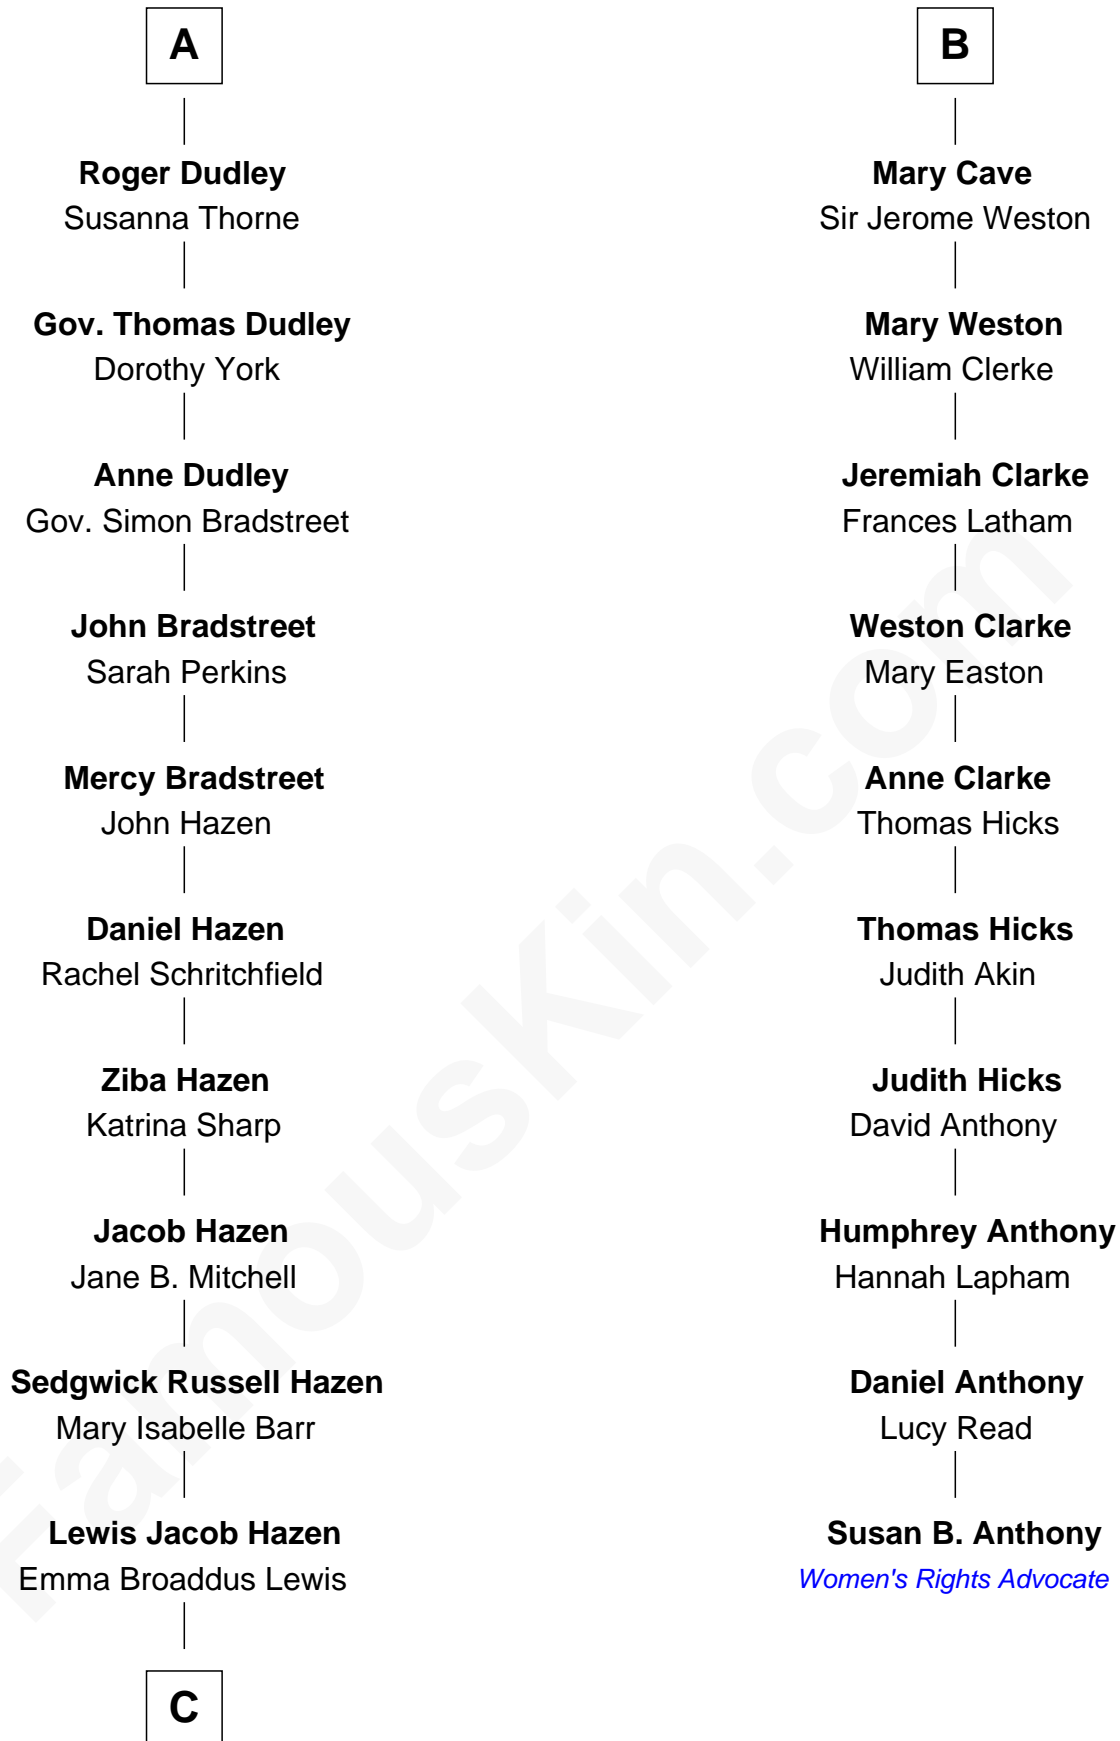 A
Roger Dudley
Susanna Thorne
Gov. Thomas Dudley
Dorothy York
Anne Dudley
Gov. Simon Bradstreet
John Bradstreet
Sarah Perkins
Mercy Bradstreet
John Hazen
Daniel Hazen
Rachel Schritchfield
Ziba Hazen
Katrina Sharp
Jacob Hazen
Jane B. Mitchell
Sedgwick Russell Hazen
Mary Isabelle Barr
Lewis Jacob Hazen
Emma Broaddus Lewis
C
B
Mary Cave
Sir Jerome Weston
Mary Weston
William Clerke
Jeremiah Clarke
Frances Latham
Weston Clarke
Mary Easton
Anne Clarke
Thomas Hicks
Thomas Hicks
Judith Akin
Judith Hicks
David Anthony
Humphrey Anthony
Hannah Lapham
Daniel Anthony
Lucy Read
Susan B. Anthony
Women's Rights Advocate
FamousKin.com